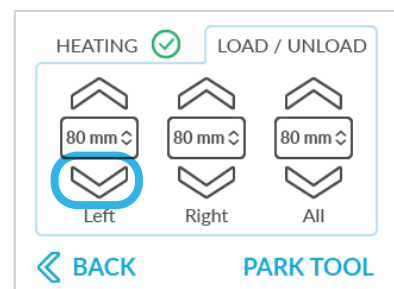 HEATING LOAD / UNLOAD
80 mm 80 mm 80 mm
Left Right All
BACK PARK TOOL